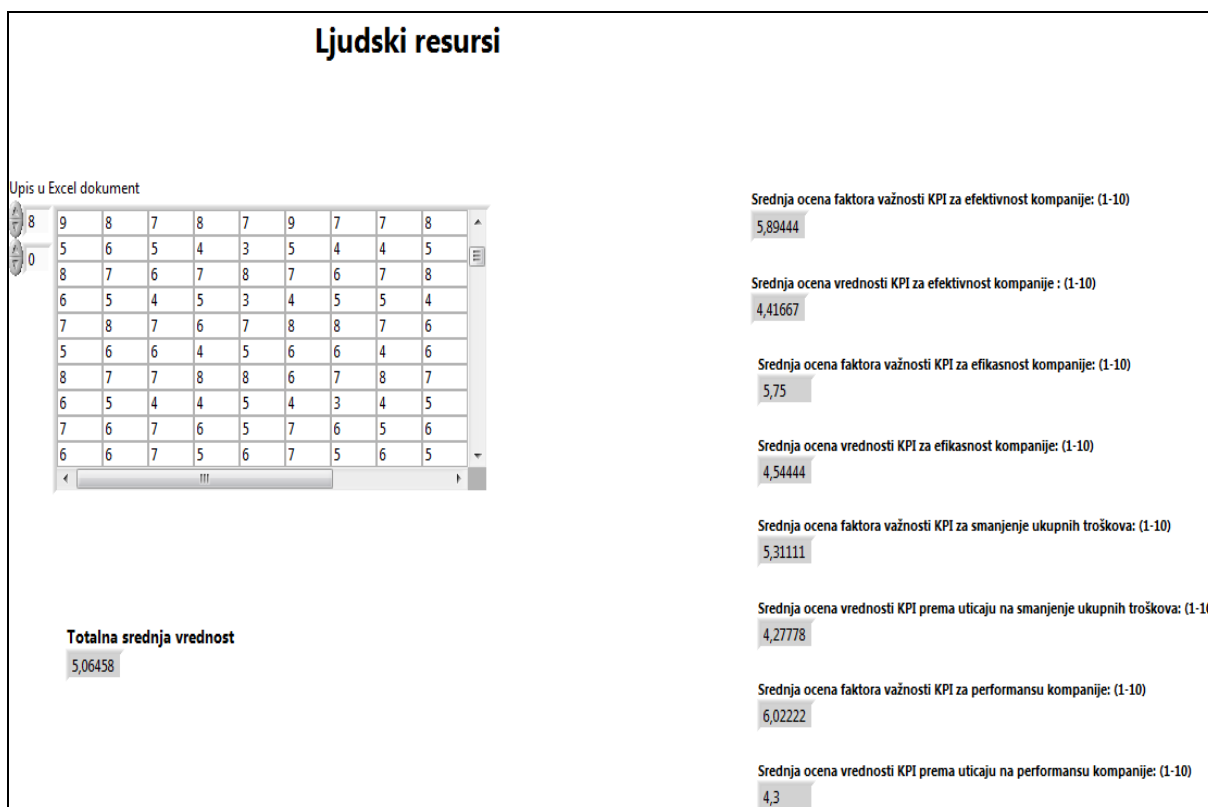 Ljudski resursi
Upis u Excel dokument
8 9 8 7 8 7 9 7 7 8
0 5 6 5 4 3 5 4 4 5
8 7 6 7 8 7 6 7 8
6 5 4 5 3 4 5 5 4
7 8 7 6 7 8 8 7 6
5 6 6 4 5 6 6 4 6
8 7 7 8 8 6 7 8 7
6 5 4 4 5 4 3 4 5
7 6 7 6 5 7 6 5 6
6 6 7 5 6 7 5 6 5
Totalna srednja vrednost
5,06458
Srednja ocena faktora važnosti KPI za efektivnost kompanije: (1-10)
5,89444
Srednja ocena vrednosti KPI za efektivnost kompanije : (1-10)
4,41667
Srednja ocena faktora važnosti KPI za efikasnost kompanije: (1-10)
5,75
Srednja ocena vrednosti KPI za efikasnost kompanije: (1-10)
4,54444
Srednja ocena faktora važnosti KPI za smanjenje ukupnih troškova: (1-10)
5,31111
Srednja ocena vrednosti KPI prema uticaju na smanjenje ukupnih troškova: (1-10
4,27778
Srednja ocena faktora važnosti KPI za performansu kompanije: (1-10)
6,02222
Srednja ocena vrednosti KPI prema uticaju na performansu kompanije: (1-10)
4,3